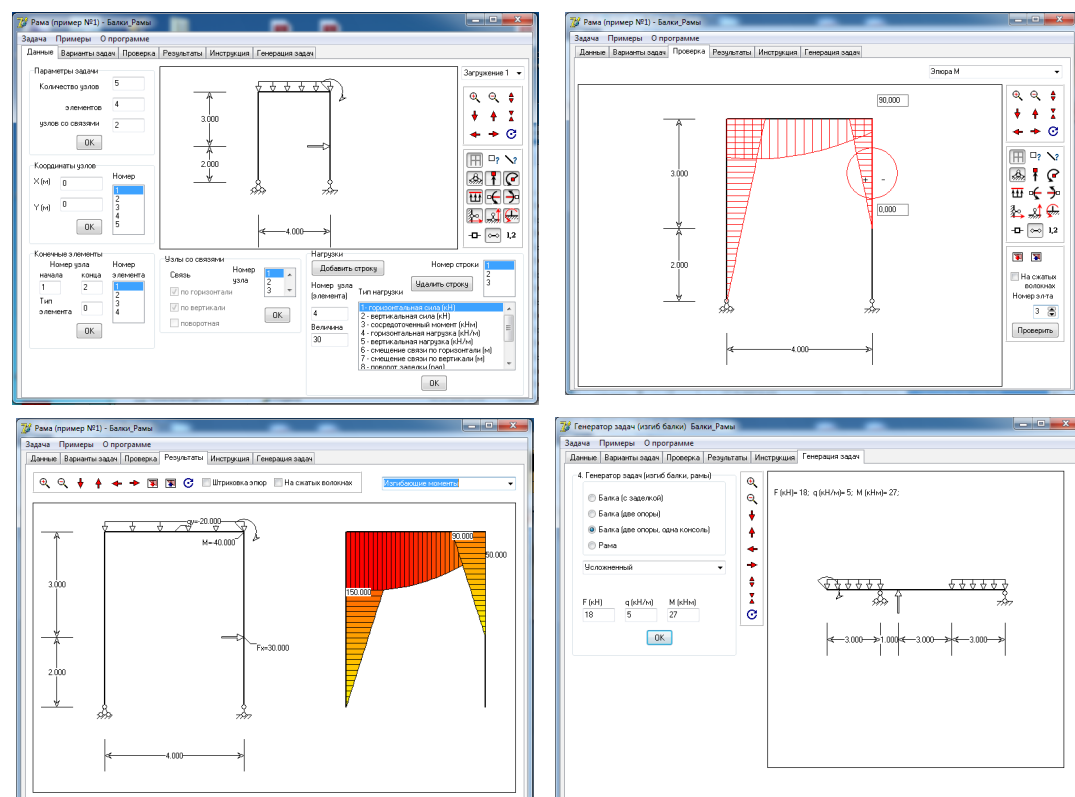 Рама (пример №1) - Балки_Рамы
Задача Примеры О программе
Данные Варианты задач Проверка Результаты Инструкция Генерация задач
Параметры задачи
Количество узлов 5
элементов 4
узлов со связями 2
OK
Координаты узлов
X (м) 0
Y (м) 0
Номер
1
2
3
4
5
OK
Конечные элементы
Номер узла
начала конца
1 2
Тип
элемента 0
Номер
элемента
1
2
3
4
OK
3.000
2.000
4.000
Загружение 1
1,2
Узлы со связями
Связь
Номер
узла
1
2
3
по горизонтали
по вертикали
поворотная
OK
Нагрузки
Добавить строку
Номер строки
1
2
3
Удалить строку
Номер узла
(элемента)
4
Величина
30
Тип нагрузки
1- горизонтальная сила (кН)
2 - вертикальная сила (кН)
3 - сосредоточенный момент (кНм)
4 - горизонтальная нагрузка (кН/м)
5 - вертикальная нагрузка (кН/м)
6 - смещение связи по горизонтали (м)
7 - смещение связи по вертикали (м)
8 - поворот заделки (рад)
OK
Рама (пример №1) - Балки_Рамы
Задача Примеры О программе
Данные Варианты задач Проверка Результаты Инструкция Генерация задач
Эпюра М
90,000
3.000
+ -
0,000
2.000
4.000
1,2
На сжатых
волокнах
Номер эл-та
3
Проверить
Рама (пример №1) - Балки_Рамы
Задача Примеры О программе
Данные Варианты задач Проверка Результаты Инструкция Генерация задач
Штриховка эпюр На сжатых волокнах Изгибающие моменты
qy=-20.000
M=-40.000
3.000
Fx=30.000
2.000
4.000
90.000
50.000
150.000
Генератор задач (изгиб балки) Балки_Рамы
Задача Примеры О программе
Данные Варианты задач Проверка Результаты Инструкция Генерация задач
4. Генератор задач (изгиб балки, рамы)
Балка (с заделкой)
Балка (две опоры)
Балка (две опоры, одна консоль)
Рама
Усложненный
F (кН) q (кН/м) M (кНм)
18 5 27
OK
F (кН)= 18; q (кН/м)= 5; M (кНм)= 27;
3.000 1.000 3.000 3.000